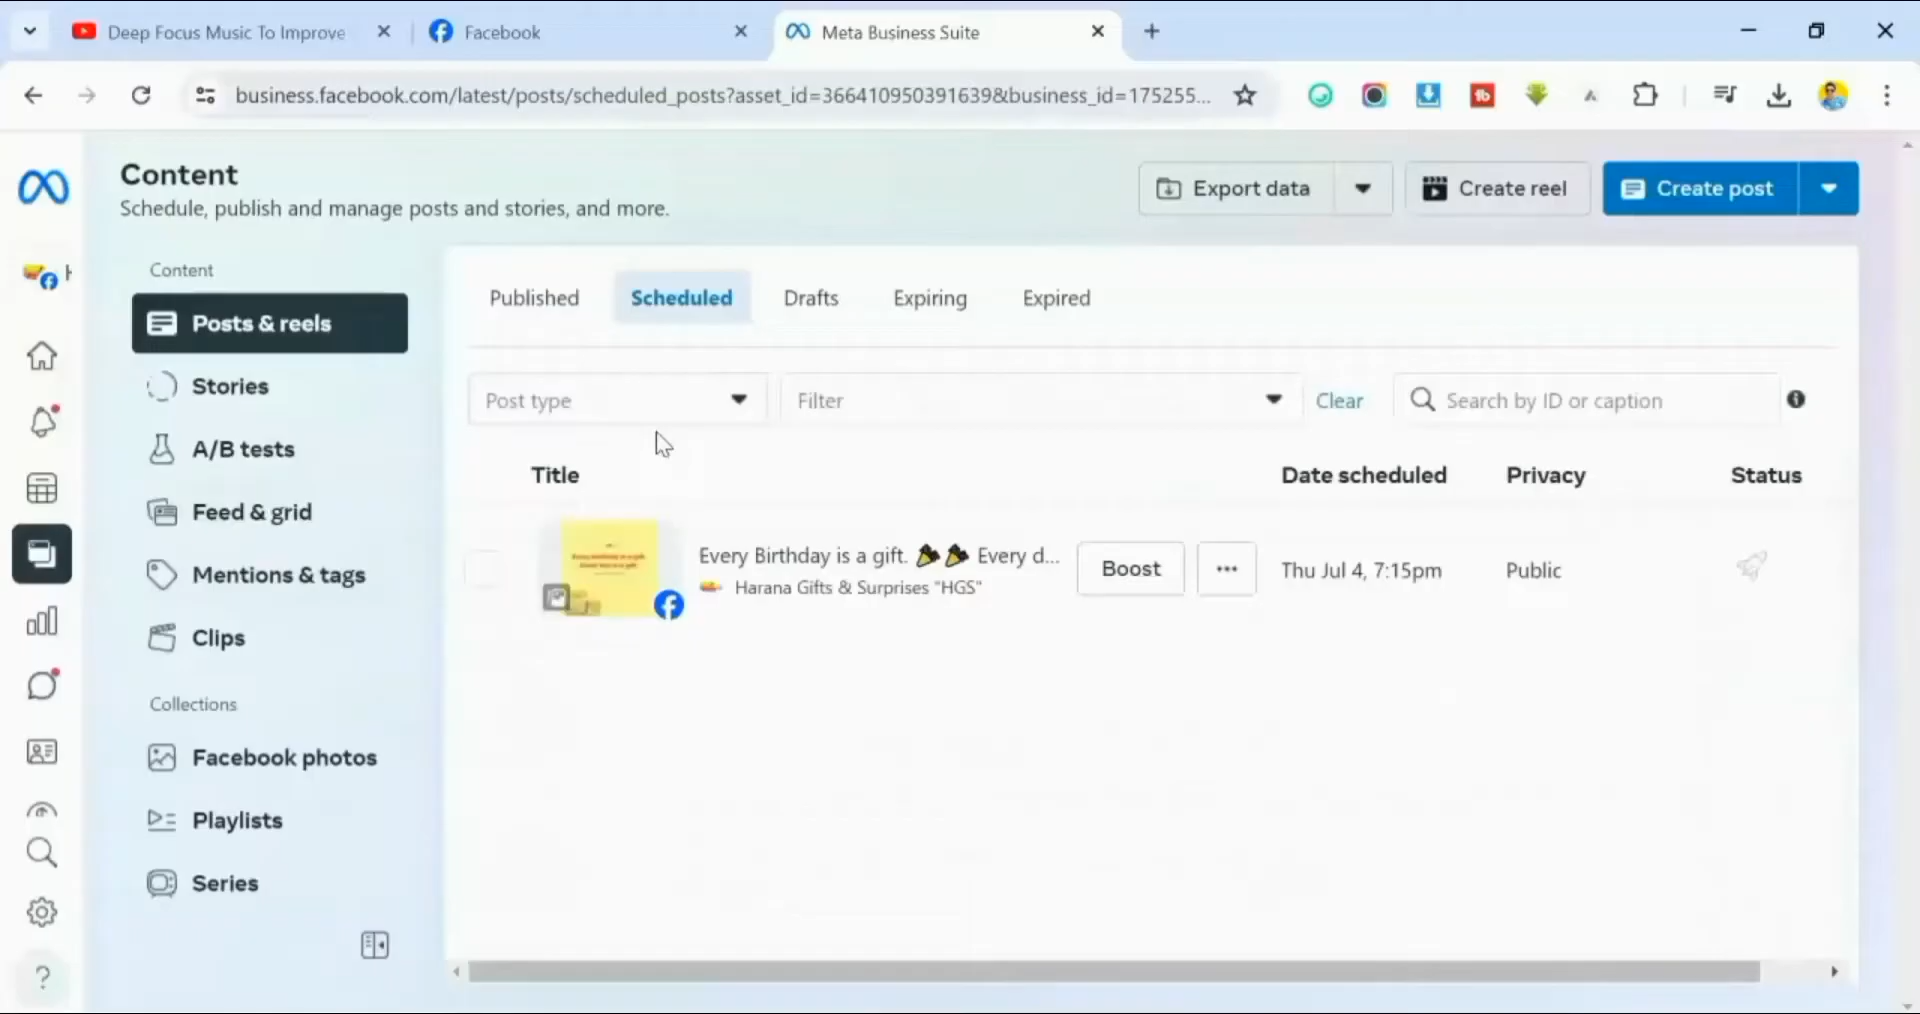 Deep Focus Music To Improve
Facebook
Meta Business Suite
business.facebook.com/latest/posts/scheduled_posts?asset_id=366410950391639&business_id=175255...
Content
Schedule, publish and manage posts and stories, and more.
Export data
Create reel
Create post
Content
Posts & reels
Stories
A/B tests
Feed & grid
Mentions & tags
Clips
Collections
Facebook photos
Playlists
Series
Published
Scheduled
Drafts
Expiring
Expired
Post type
Filter
Clear
Search by ID or caption
Title
Date scheduled
Privacy
Status
Every Birthday is a gift. 🎉🎉 Every d...
Harana Gifts & Surprises "HGS"
Boost
Thu Jul 4, 7:15pm
Public